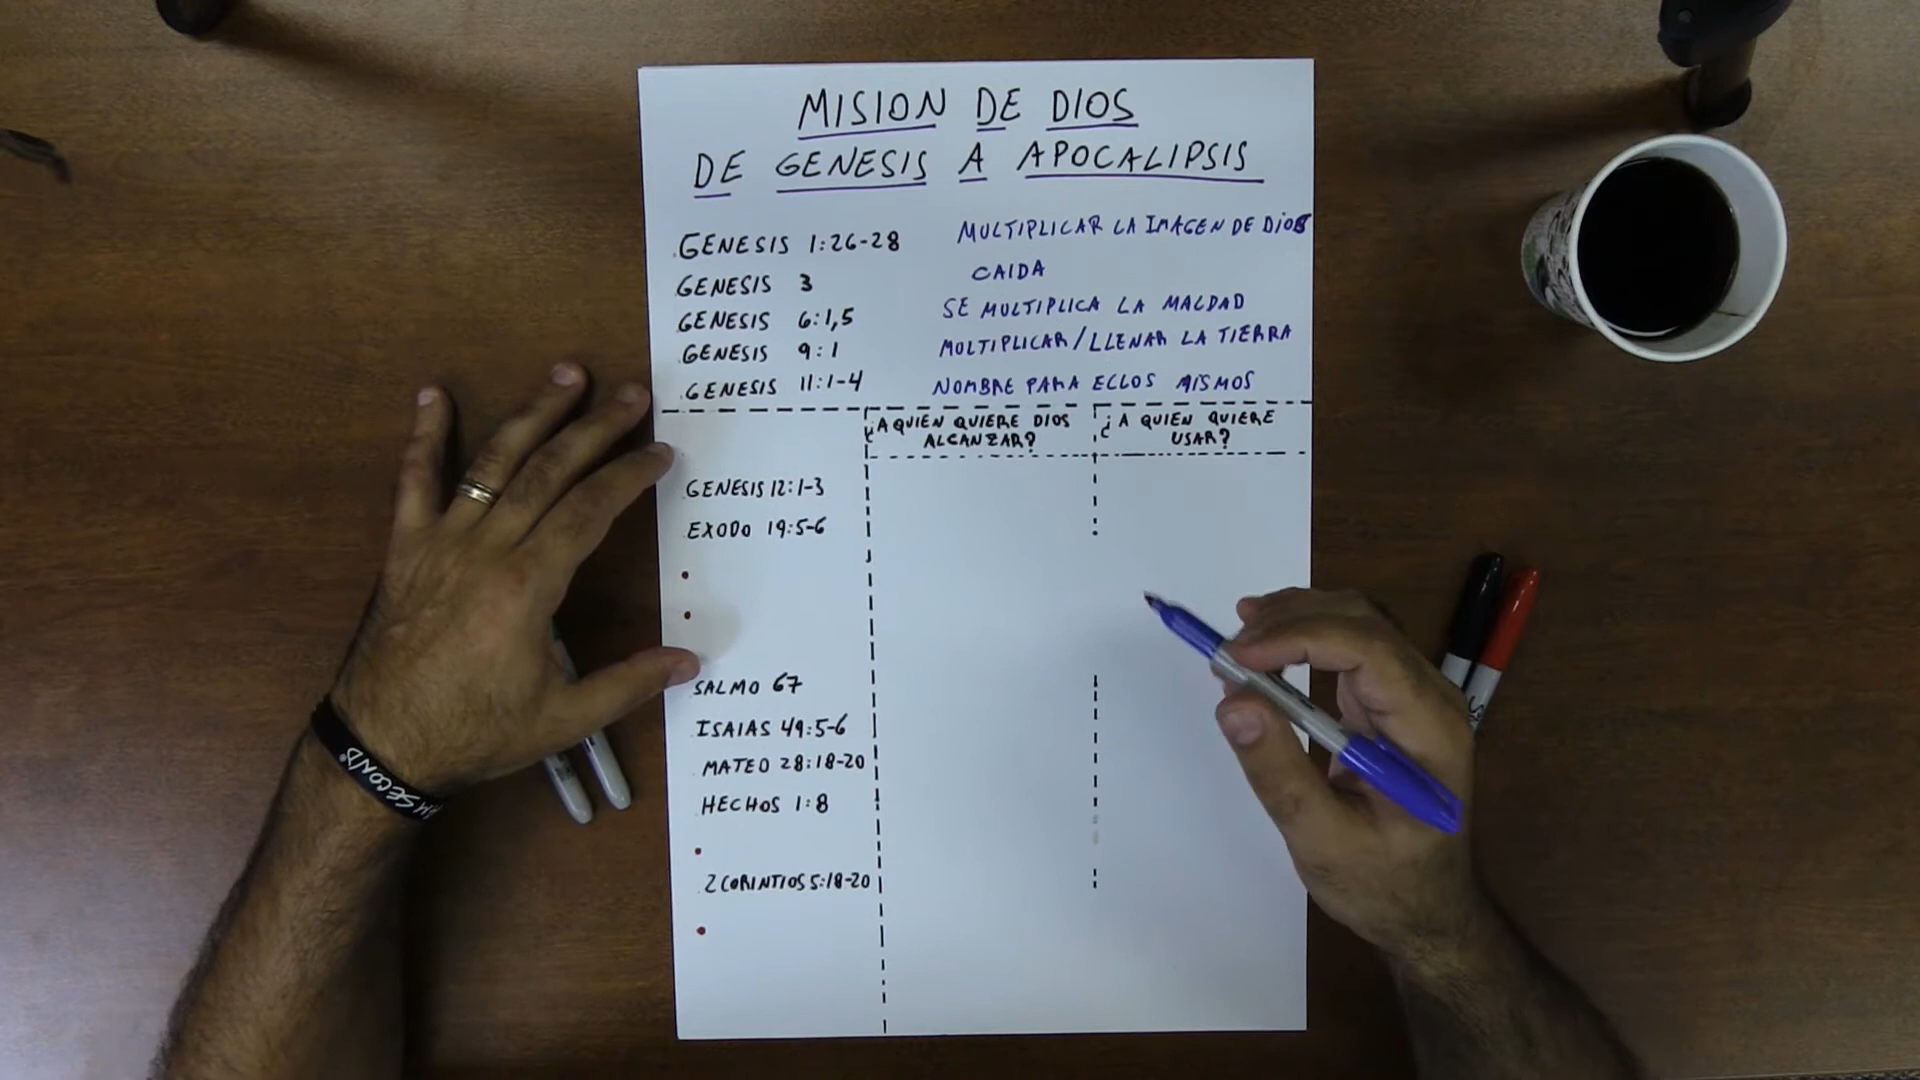 MISION DE DIOS
DE GENESIS A APOCALIPSIS
GENESIS 1:26-28 MULTIPLICAR LA IMAGEN DE DIOS
GENESIS 3 CAIDA
GENESIS 6:1,5 SE MULTIPLICA LA MALDAD
GENESIS 9:1 MULTIPLICAR/LLENAR LA TIERRA
GENESIS 11:1-4 NOMBRE PARA ELLOS MISMOS
¿A QUIEN QUIERE DIOS
ALCANZAR?
¿A QUIEN QUIERE
USAR?
GENESIS 12:1-3
EXODO 19:5-6
SALMO 67
ISAIAS 49:5-6
MATEO 28:18-20
HECHOS 1:8
2 CORINTIOS 5:18-20
SECOND